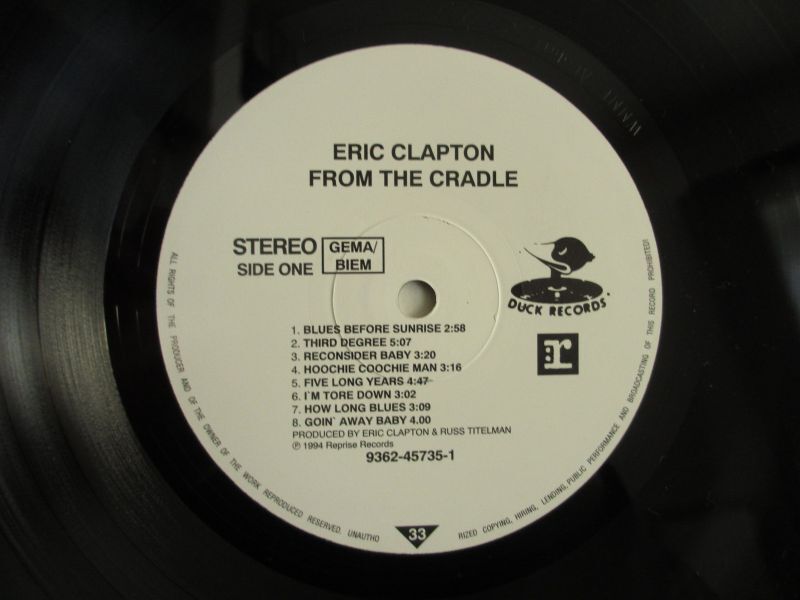 ERIC CLAPTON
FROM THE CRADLE
STEREO
SIDE ONE
GEMA/
BIEM
DUCK RECORDS
r
1. BLUES BEFORE SUNRISE 2:58
2. THIRD DEGREE 5:07
3. RECONSIDER BABY 3:20
4. HOOCHIE COOCHIE MAN 3:16
5. FIVE LONG YEARS 4:47
6. I`M TORE DOWN 3:02
7. HOW LONG BLUES 3:09
8. GOIN` AWAY BABY 4.00
PRODUCED BY ERIC CLAPTON & RUSS TITELMAN
℗ 1994 Reprise Records
9362-45735-1
33
ALL RIGHTS OF THE PRODUCER AND OF THE OWNER OF THE WORK REPRODUCED RESERVED. UNAUTHO
RIZED COPYING, HIRING, LENDING, PUBLIC PERFORMANCE AND BROADCASTING OF THIS RECORD PROHIBITED!